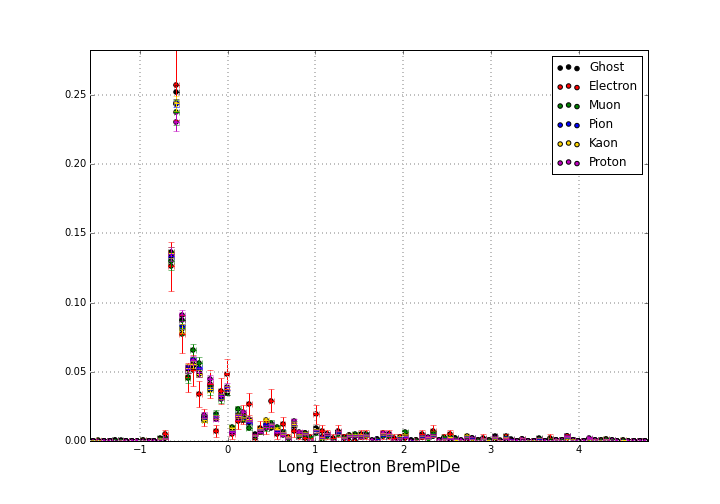 Ghost
Electron
Muon
Pion
Kaon
Proton
0.25
0.20
0.15
0.10
0.05
0.00
−1 0 1 2 3 4
Long Electron BremPIDe